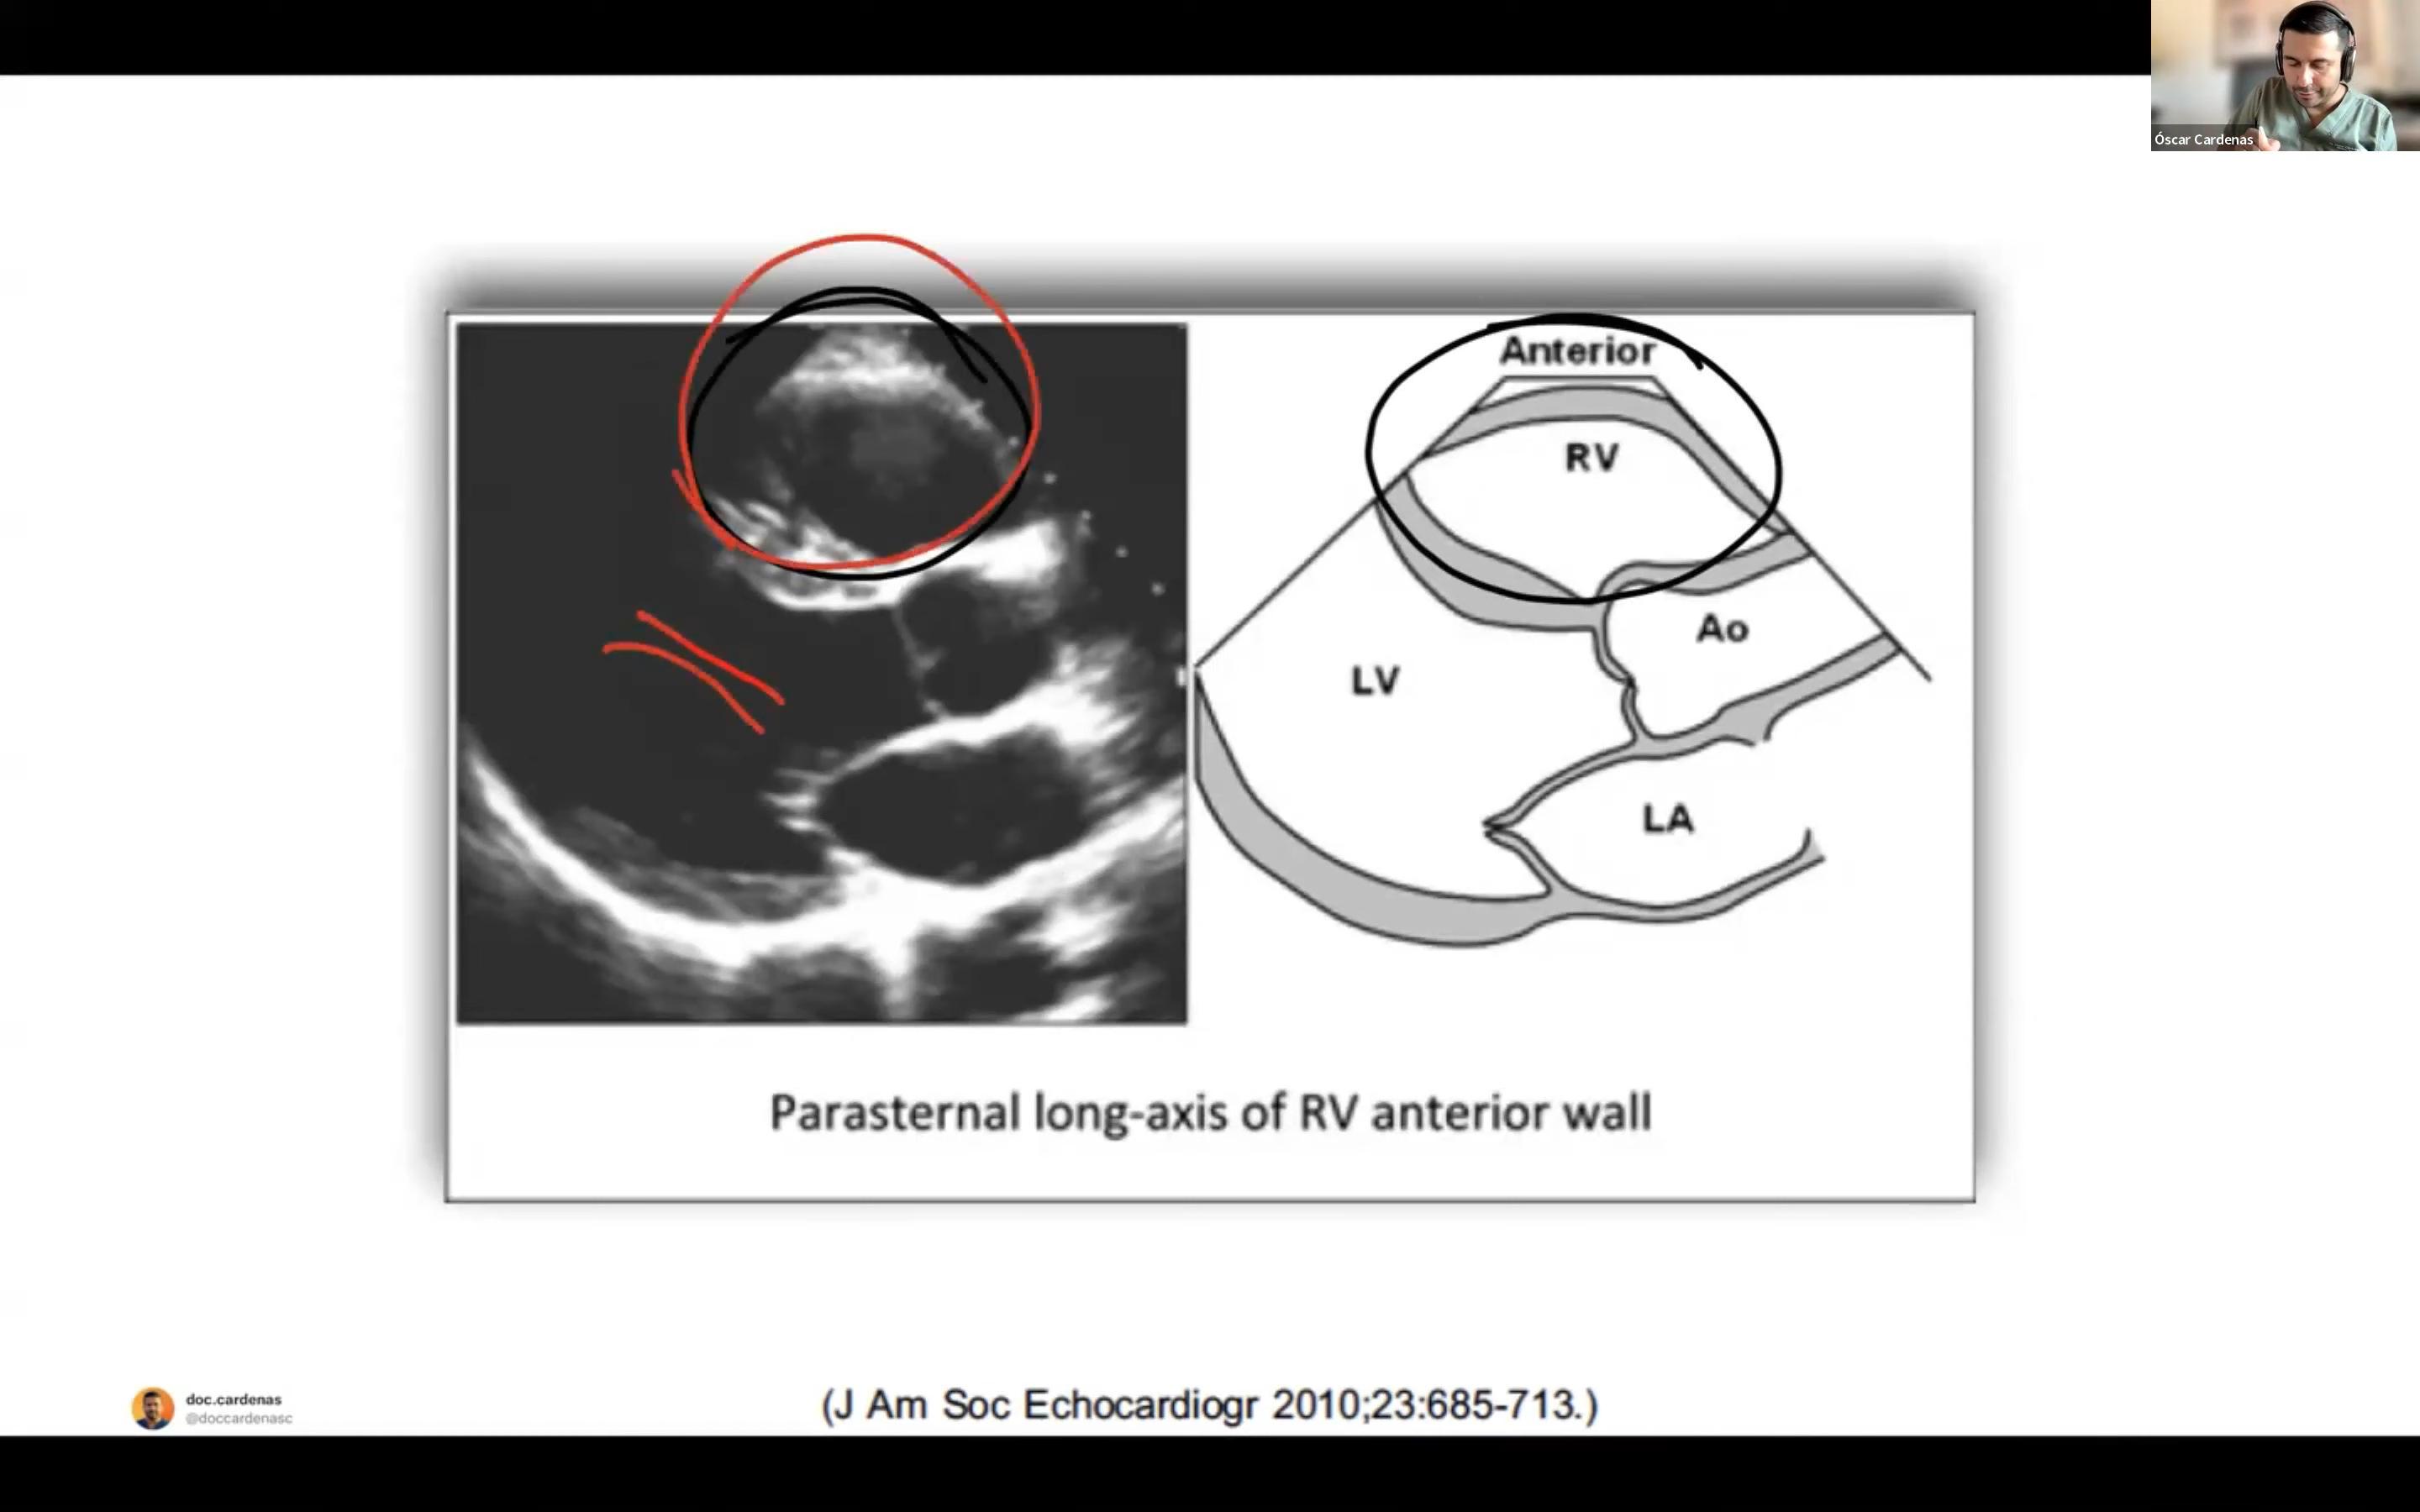 Óscar Cardenas
Anterior
RV
Ao
LV
LA
Parasternal long-axis of RV anterior wall
doc.cardenas
@doccardenasc
(J Am Soc Echocardiogr 2010;23:685-713.)